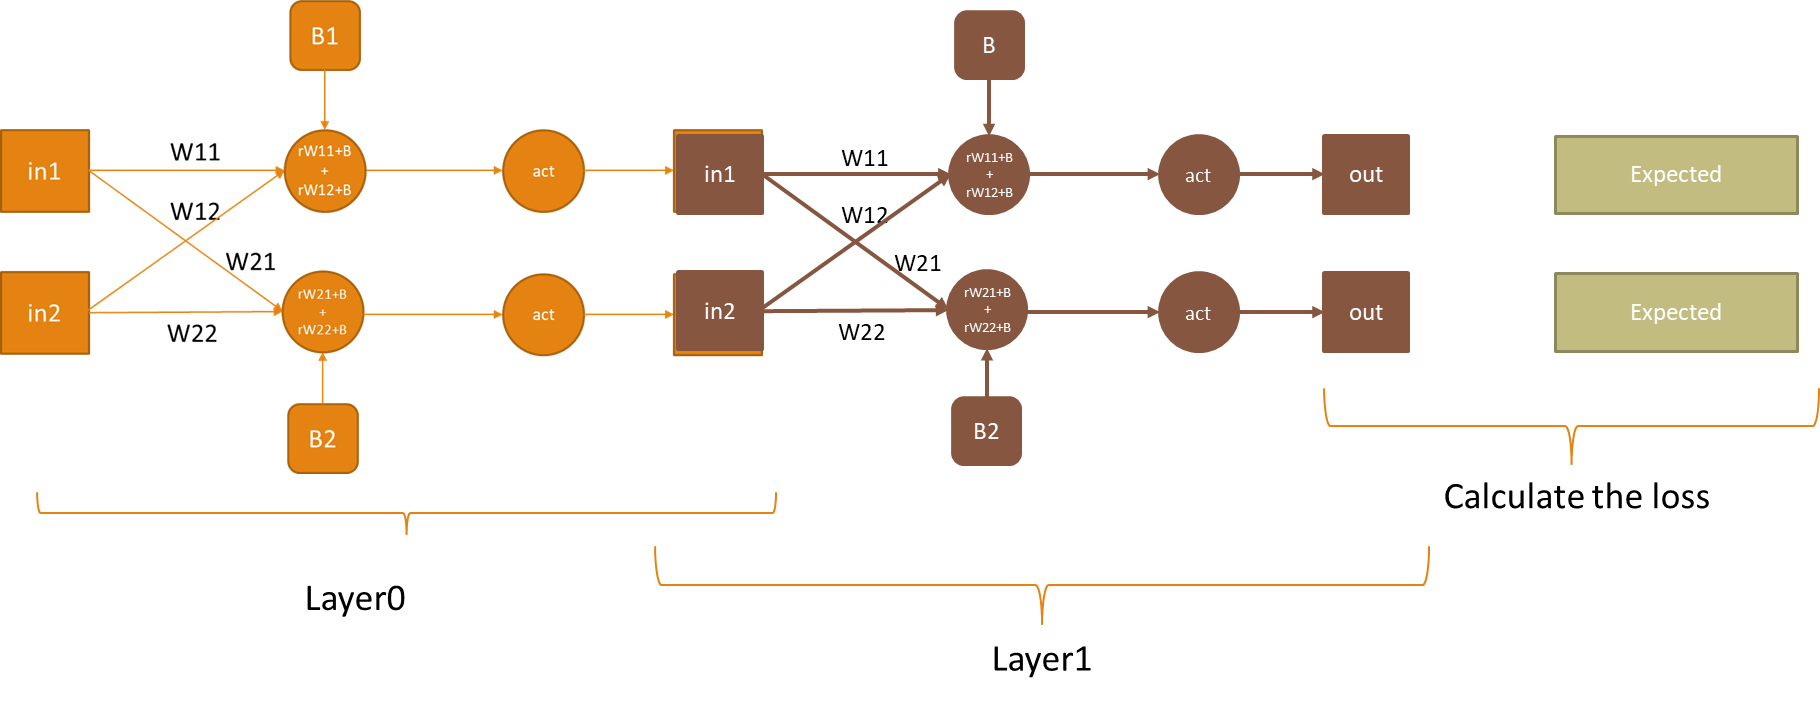 B1
B
in1
W11
rW11+B
+
rW12+B
act
in1
W11
rW11+B
+
rW12+B
act
out
Expected
W12
W21
W12
W21
in2
W22
rW21+B
+
rW22+B
act
in2
W22
rW21+B
+
rW22+B
act
out
Expected
B2
B2
Calculate the loss
Layer0
Layer1